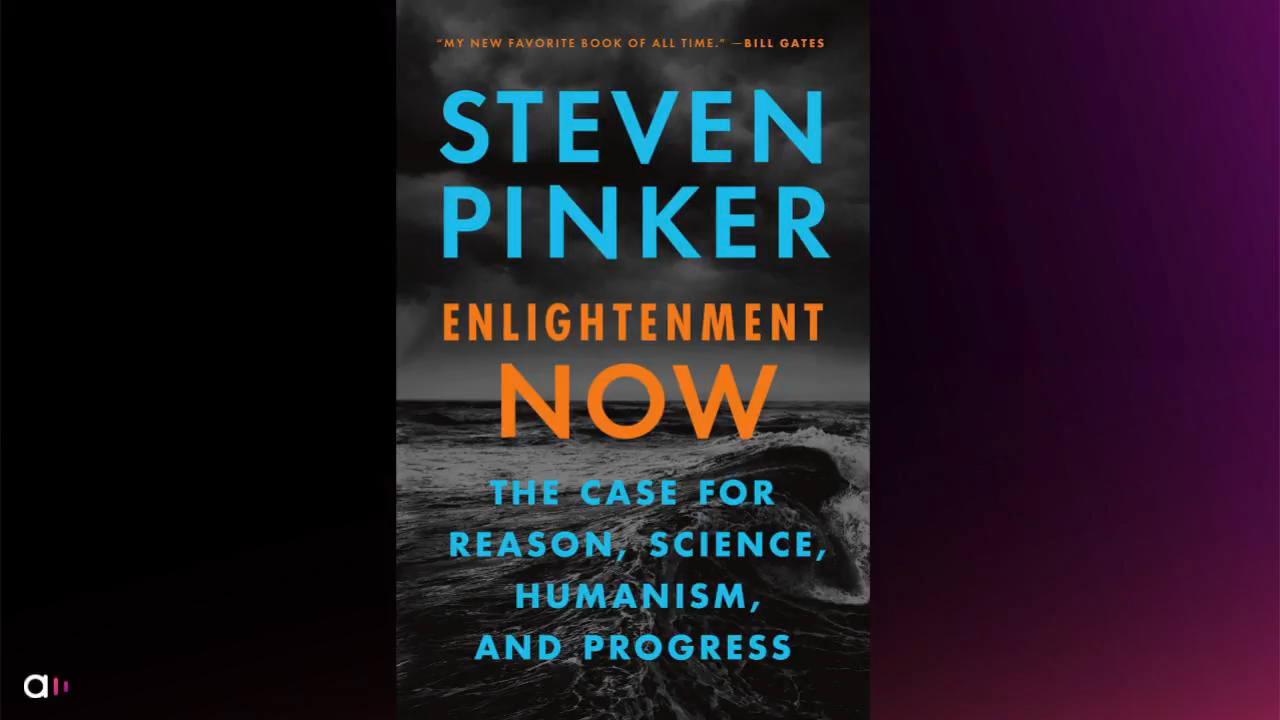 “MY NEW FAVORITE BOOK OF ALL TIME.” —BILL GATES
STEVEN
PINKER
ENLIGHTENMENT
NOW
THE CASE FOR
REASON, SCIENCE,
HUMANISM,
AND PROGRESS
a